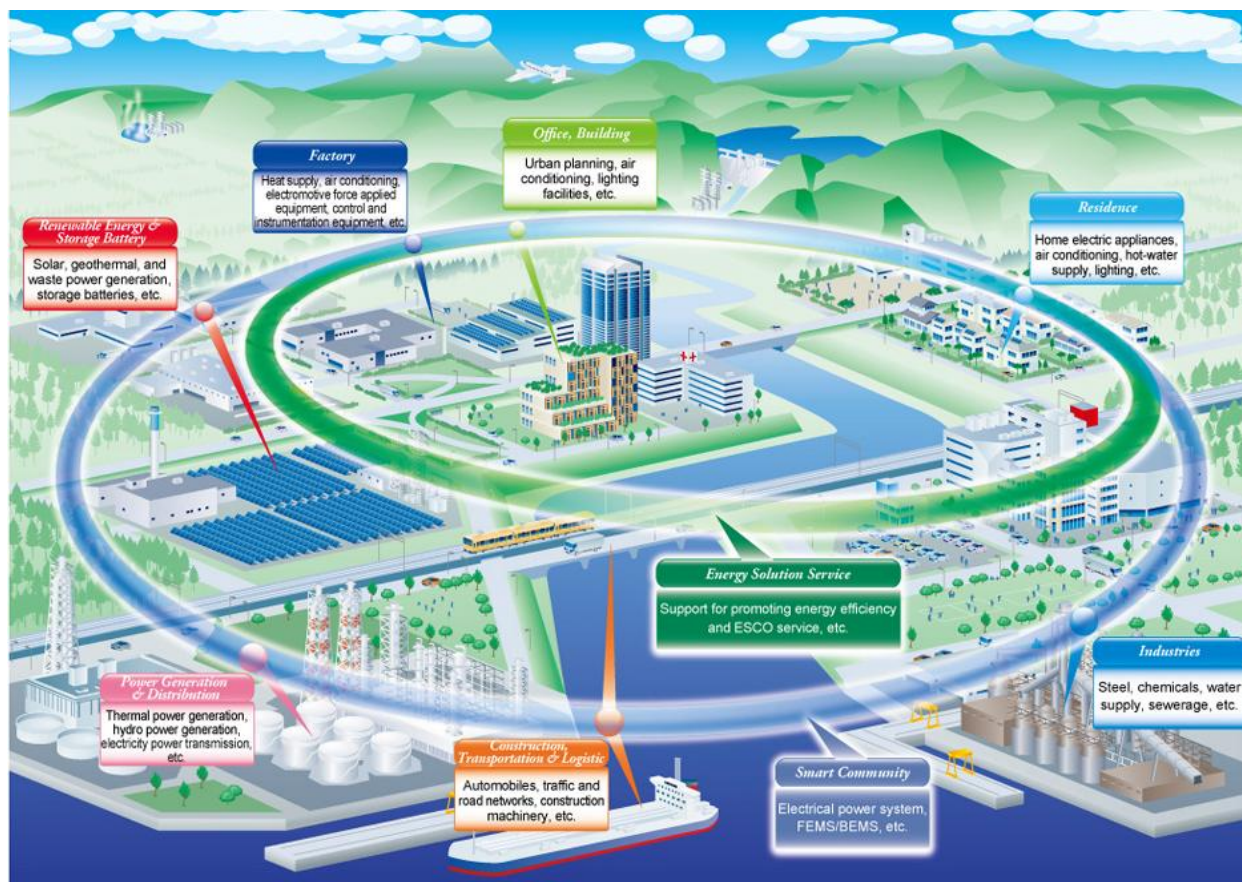 Office, Building
Urban planning, air
conditioning, lighting
facilities, etc.
Factory
Heat supply, air conditioning,
electromotive force applied
equipment, control and
instrumentation equipment, etc.
Residence
Home electric appliances,
air conditioning, hot-water
supply, lighting, etc.
Renewable Energy &
Storage Battery
Solar, geothermal, and
waste power generation,
storage batteries, etc.
Energy Solution Service
Support for promoting energy efficiency
and ESCO service, etc.
Industries
Steel, chemicals, water
supply, sewerage, etc.
Power Generation
& Distribution
Thermal power generation,
hydro power generation,
electricity power transmission,
etc.
Construction,
Transportation & Logistic
Automobiles, traffic and
road networks, construction
machinery, etc.
Smart Community
Electrical power system,
FEMS/BEMS, etc.